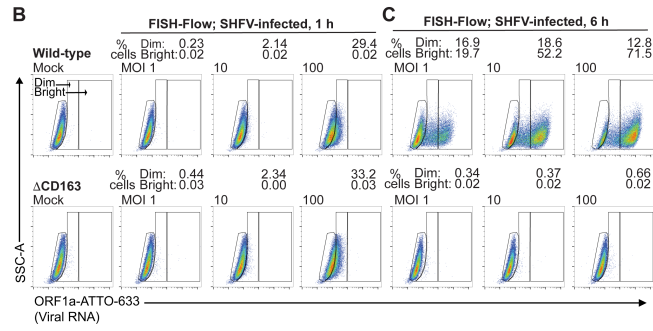 B
FISH-Flow; SHFV-infected, 1 h
C
FISH-Flow; SHFV-infected, 6 h
Wild-type
% Dim: 0.23 2.14 29.4
cells Bright: 0.02 0.02 0.02
% Dim: 16.9 18.6 12.8
cells Bright: 19.7 52.2 71.5
Mock MOI 1 10 100 MOI 1 10 100
Dim
Bright
ΔCD163
% Dim: 0.44 2.34 33.2
cells Bright: 0.03 0.00 0.03
% Dim: 0.34 0.37 0.66
cells Bright: 0.02 0.02 0.02
Mock MOI 1 10 100 MOI 1 10 100
SSC-A
ORF1a-ATTO-633
(Viral RNA)